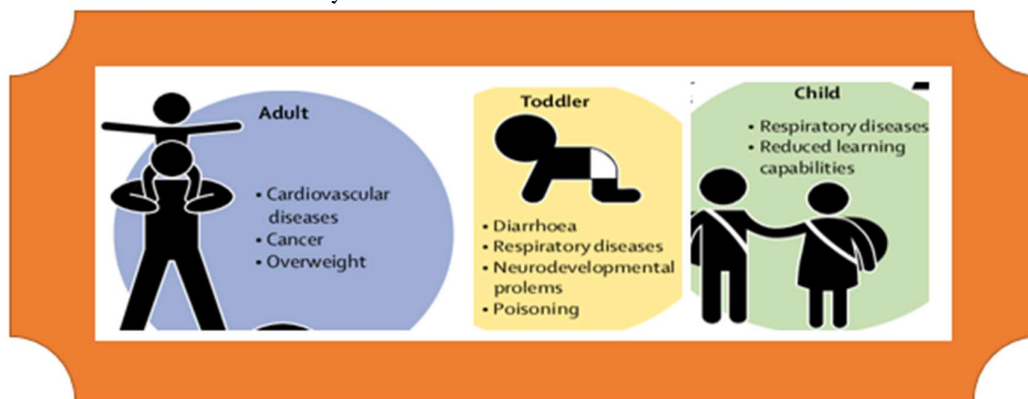 Adult
• Cardiovascular
diseases
• Cancer
• Overweight
Toddler
• Diarrhoea
• Respiratory diseases
• Neurodevelopmental
prolems
• Poisoning
Child
• Respiratory diseases
• Reduced learning
capabilities